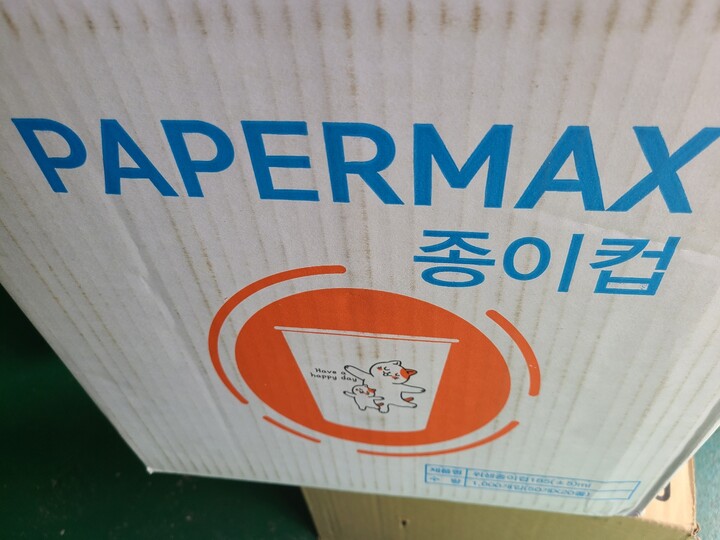 PAPERMAX
종이컵
Have a
happy day